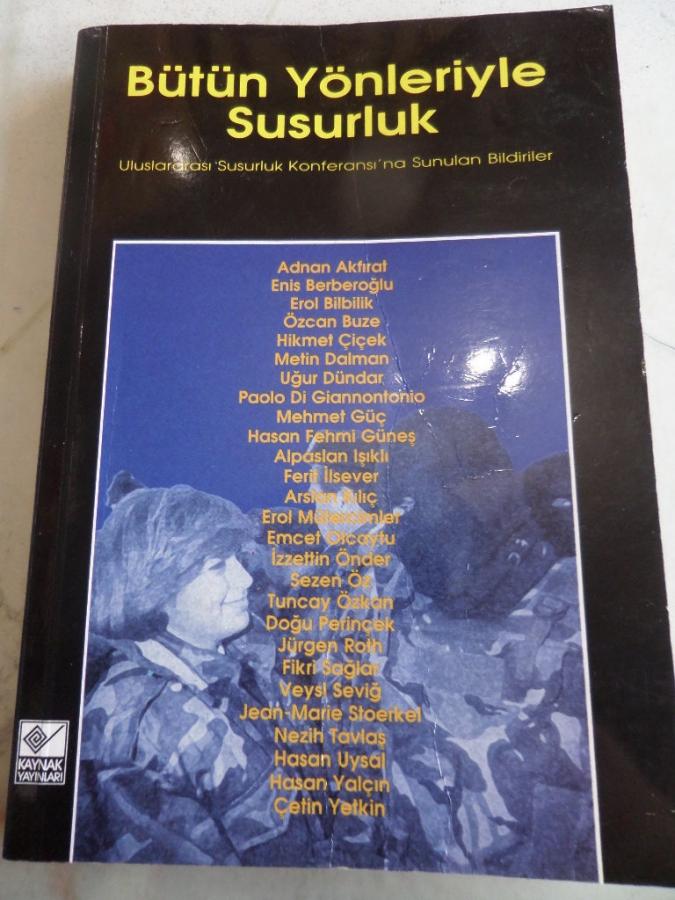 Bütün Yönleriyle
Susurluk
Uluslararası 'Susurluk Konferansı'na Sunulan Bildiriler
Adnan Akfırat
Enis Berberoğlu
Erol Bilbilik
Özcan Buze
Hikmet Çiçek
Metin Dalman
Uğur Dündar
Paolo Di Giannontonio
Mehmet Güç
Hasan Fehmi Güneş
Alpaslan Işıklı
Ferit İlsever
Arslan Kılıç
Erol Mütercimler
Emcet Olcaytu
İzzettin Önder
Sezen Öz
Tuncay Özkan
Doğu Perinçek
Jürgen Roth
Fikri Sağlar
Veysi Seviğ
Jean-Marie Stoerkel
Nezih Tavlaş
Hasan Uysal
Hasan Yalçın
Çetin Yetkin
KAYNAK
YAYINLARI